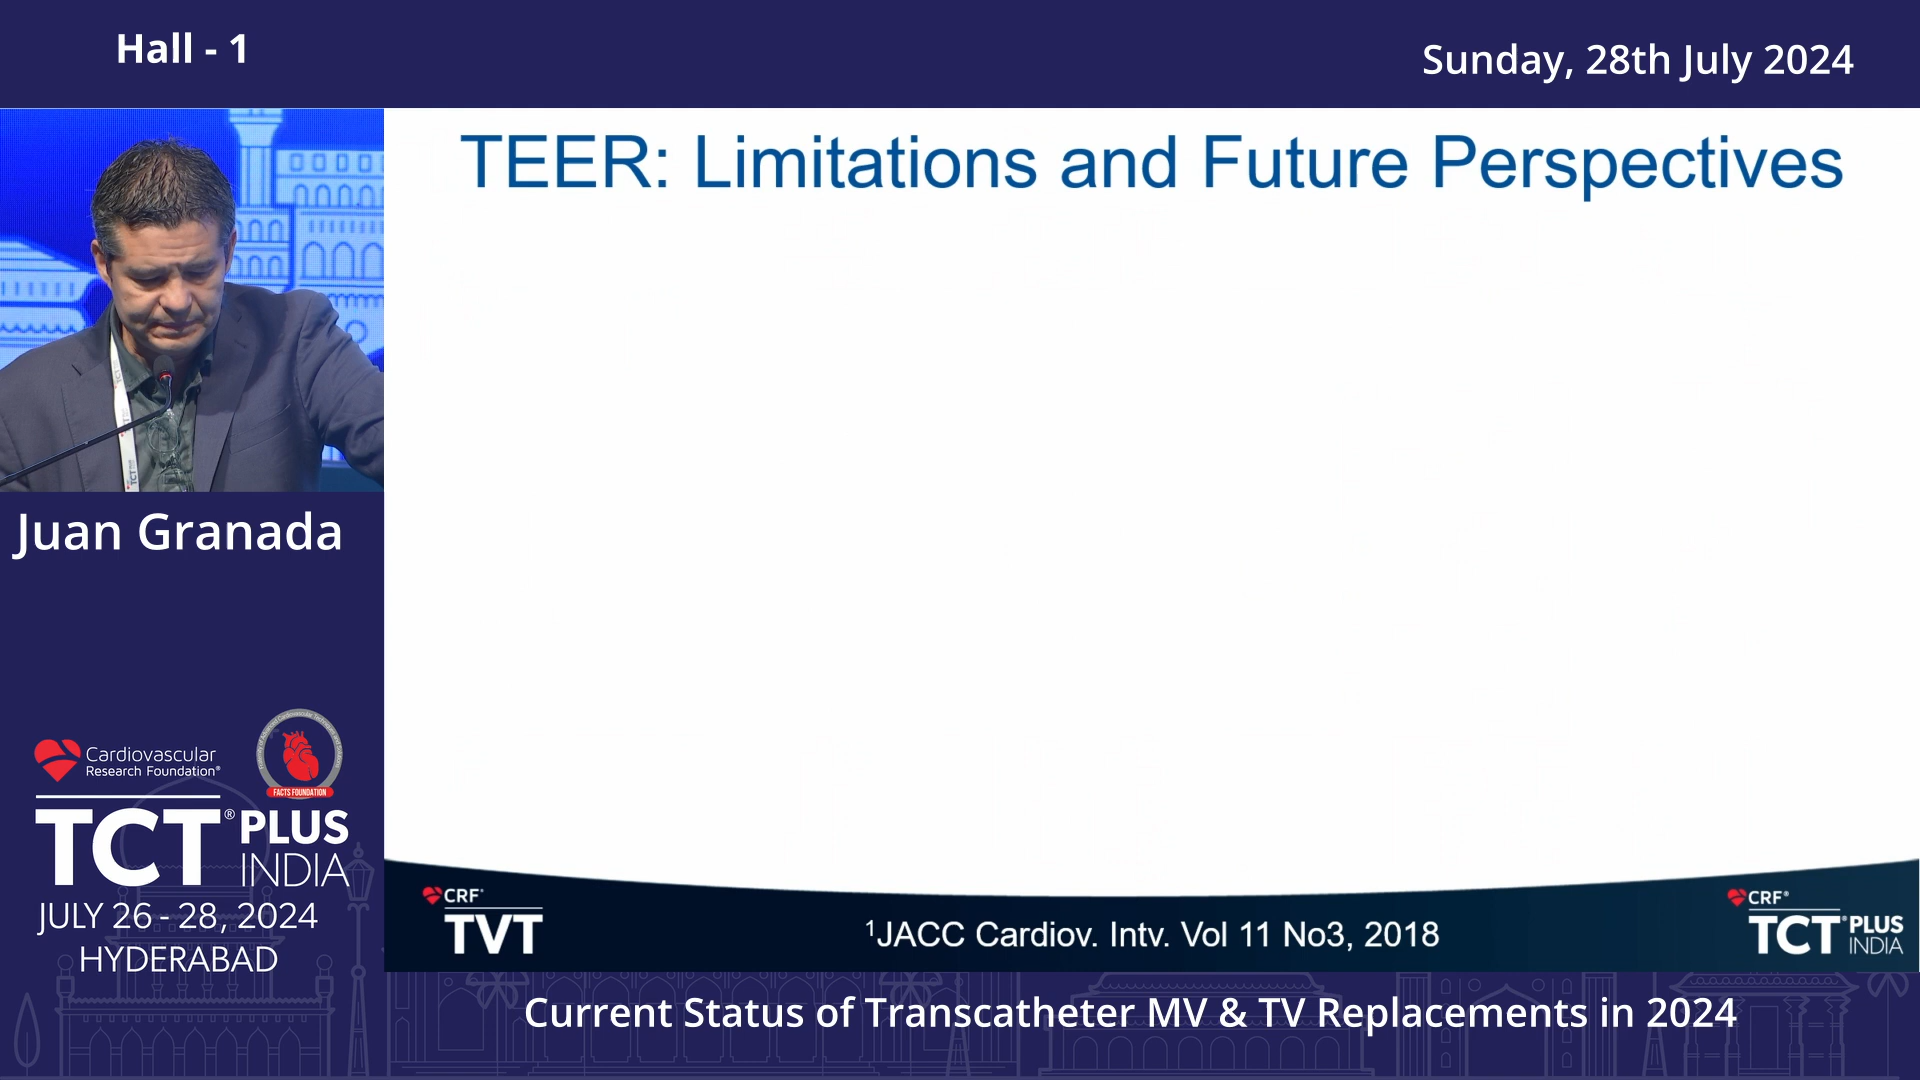 Hall - 1
Sunday, 28th July 2024
TEER: Limitations and Future Perspectives
Juan Granada
Cardiovascular
Research Foundation®
FACTS FOUNDATION
TCT® PLUS
INDIA
JULY 26 - 28, 2024
HYDERABAD
CRF®
TVT
¹JACC Cardiov. Intv. Vol 11 No3, 2018
CRF®
TCT® PLUS
INDIA
Current Status of Transcatheter MV & TV Replacements in 2024